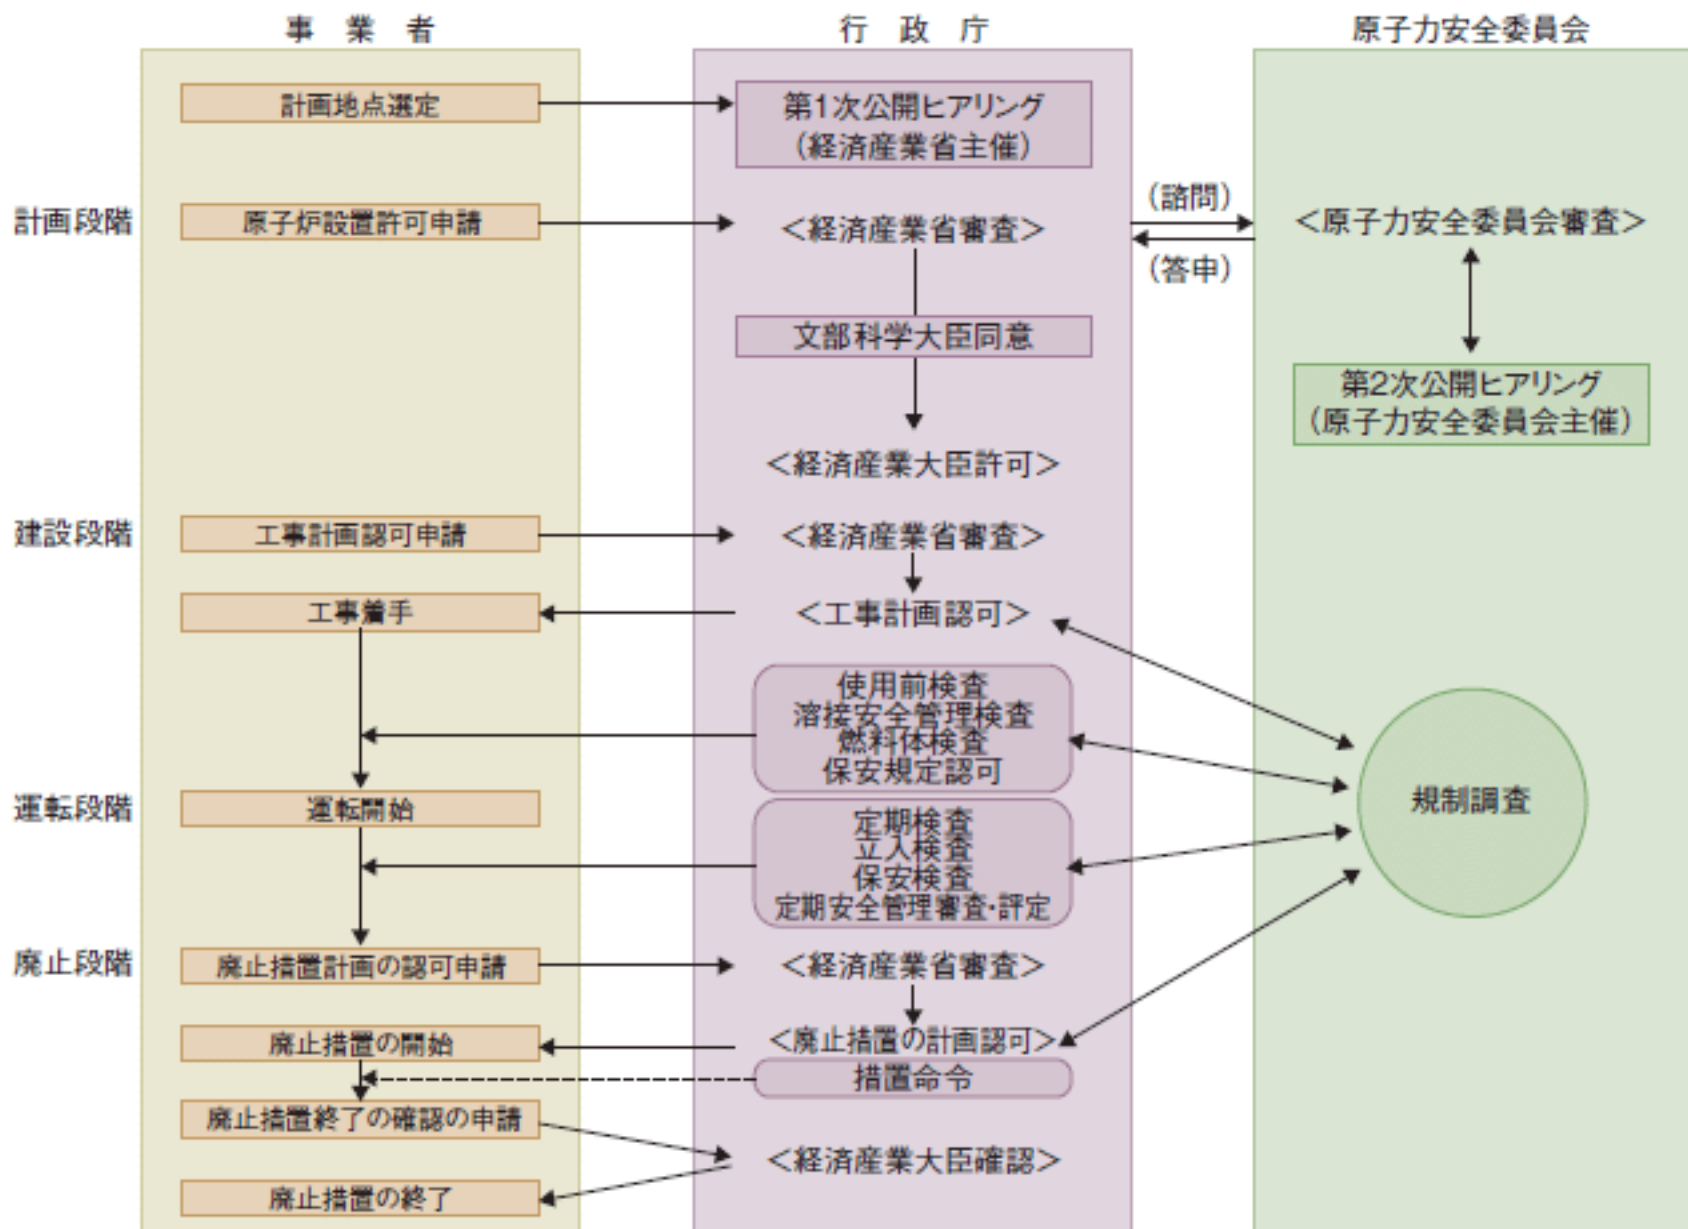 事業者
行政庁
原子力安全委員会
計画地点選定
第1次公開ヒアリング
（経済産業省主催）
計画段階
原子炉設置許可申請
＜経済産業省審査＞
（諮問）
（答申）
＜原子力安全委員会審査＞
文部科学大臣同意
第2次公開ヒアリング
（原子力安全委員会主催）
＜経済産業大臣許可＞
建設段階
工事計画認可申請
＜経済産業省審査＞
工事着手
＜工事計画認可＞
使用前検査
溶接安全管理検査
燃料体検査
保安規定認可
規制調査
運転段階
運転開始
定期検査
立入検査
保安検査
定期安全管理審査・評定
廃止段階
廃止措置計画の認可申請
＜経済産業省審査＞
廃止措置の開始
＜廃止措置の計画認可＞
措置命令
廃止措置終了の確認の申請
＜経済産業大臣確認＞
廃止措置の終了